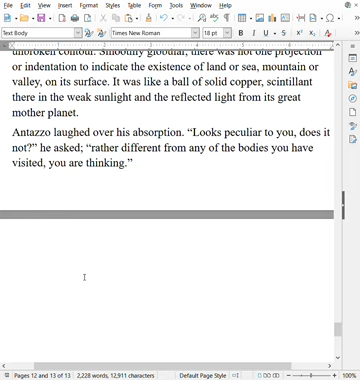 File Edit View Insert Format Styles Table Form Tools Window Help
Text Body Times New Roman 18 pt
unbroken contour. Smoothly globular, there was not one projection
or indentation to indicate the existence of land or sea, mountain or
valley, on its surface. It was like a ball of solid copper, scintillant
there in the weak sunlight and the reflected light from its great
mother planet.
Antazzo laughed over his absorption. “Looks peculiar to you, does it
not?” he asked; “rather different from any of the bodies you have
visited, you are thinking.”
Pages 12 and 13 of 13 2,228 words, 12,911 characters Default Page Style 100%